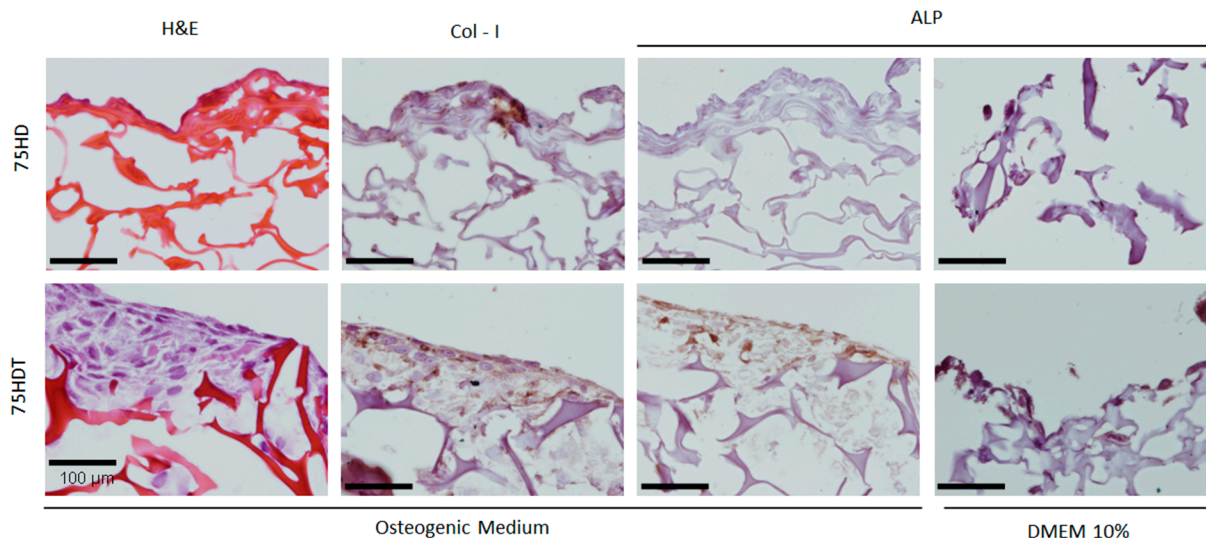 H&E
Col - I
ALP
75HD
75HDT
100 µm
Osteogenic Medium
DMEM 10%